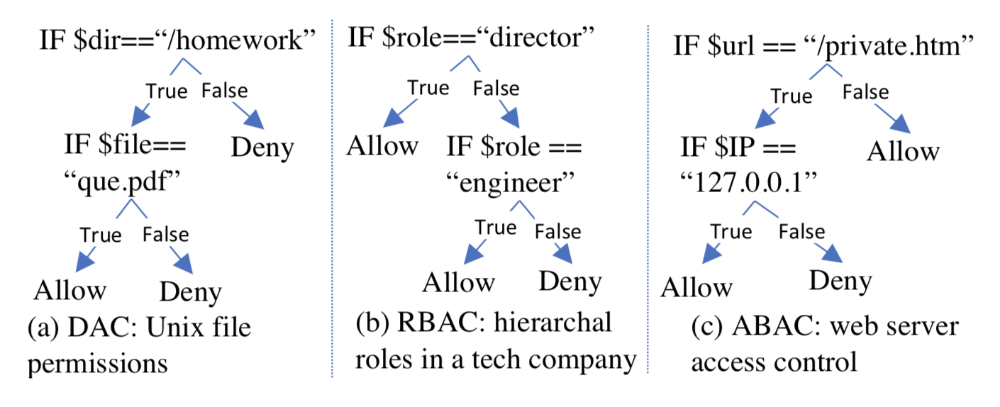 IF $dir==“/homework”
True False
IF $file==
“que.pdf”
Deny
True False
Allow Deny
(a) DAC: Unix file
permissions
IF $role==“director”
True False
Allow
IF $role ==
“engineer”
True False
Allow Deny
(b) RBAC: hierarchal
roles in a tech company
IF $url == “/private.htm”
True False
IF $IP ==
“127.0.0.1”
Allow
True False
Allow Deny
(c) ABAC: web server
access control